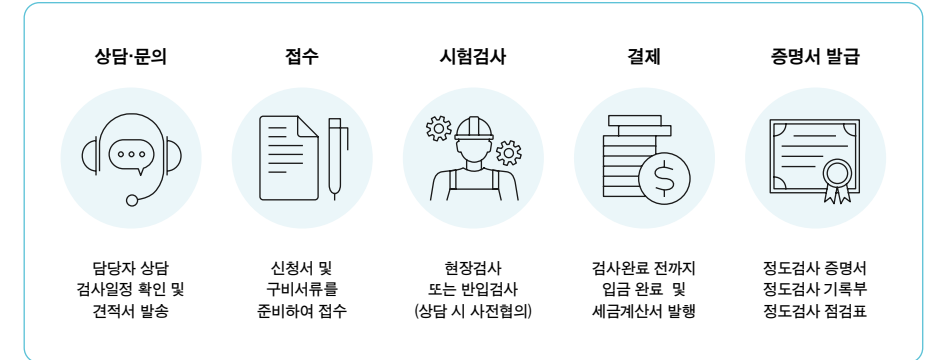 상담·문의
담당자 상담
검사일정 확인 및
견적서 발송
접수
신청서 및
구비서류를
준비하여 접수
시험검사
현장검사
또는 반입검사
(상담 시 사전협의)
결제
$
검사완료 전까지
입금 완료 및
세금계산서 발행
증명서 발급
정도검사 증명서
정도검사 기록부
정도검사 점검표